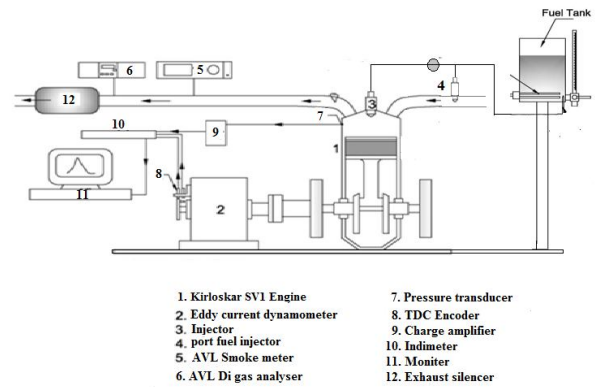 Fuel Tank
6
5
12
3
4
10
9
7
1
8
11
2
1. Kirloskar SV1 Engine
2. Eddy current dynamometer
3. Injector
4. port fuel injector
5. AVL Smoke meter
6. AVL Di gas analyser
7. Pressure transducer
8. TDC Encoder
9. Charge amplifier
10. Indimeter
11. Moniter
12. Exhaust silencer